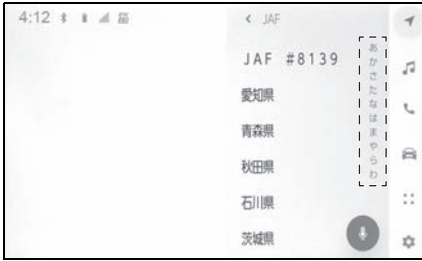 4:12
JAF
JAF #8139
愛知県
青森県
秋田県
石川県
茨城県
あ
か
さ
た
な
は
ま
や
ら
わ